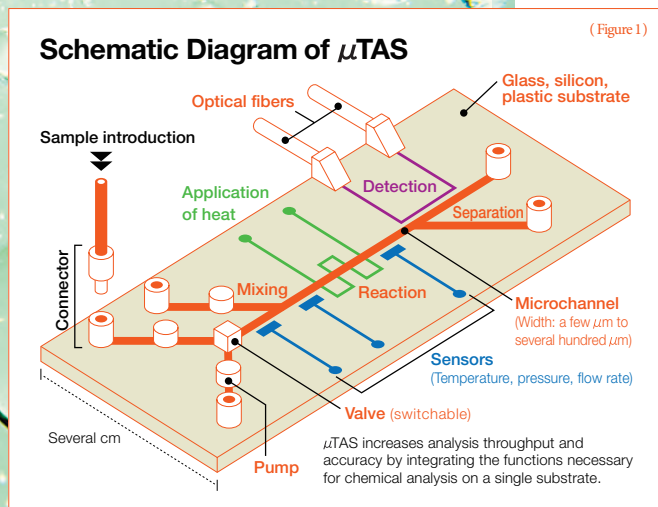 ( Figure 1 )
Schematic Diagram of μTAS
Glass, silicon,
plastic substrate
Optical fibers
Sample introduction
Detection
Application
of heat
Separation
Connector
Mixing
Reaction
Microchannel
(Width: a few μm to
several hundred μm)
Sensors
(Temperature, pressure, flow rate)
Valve (switchable)
Several cm
Pump
μTAS increases analysis throughput and
accuracy by integrating the functions necessary
for chemical analysis on a single substrate.